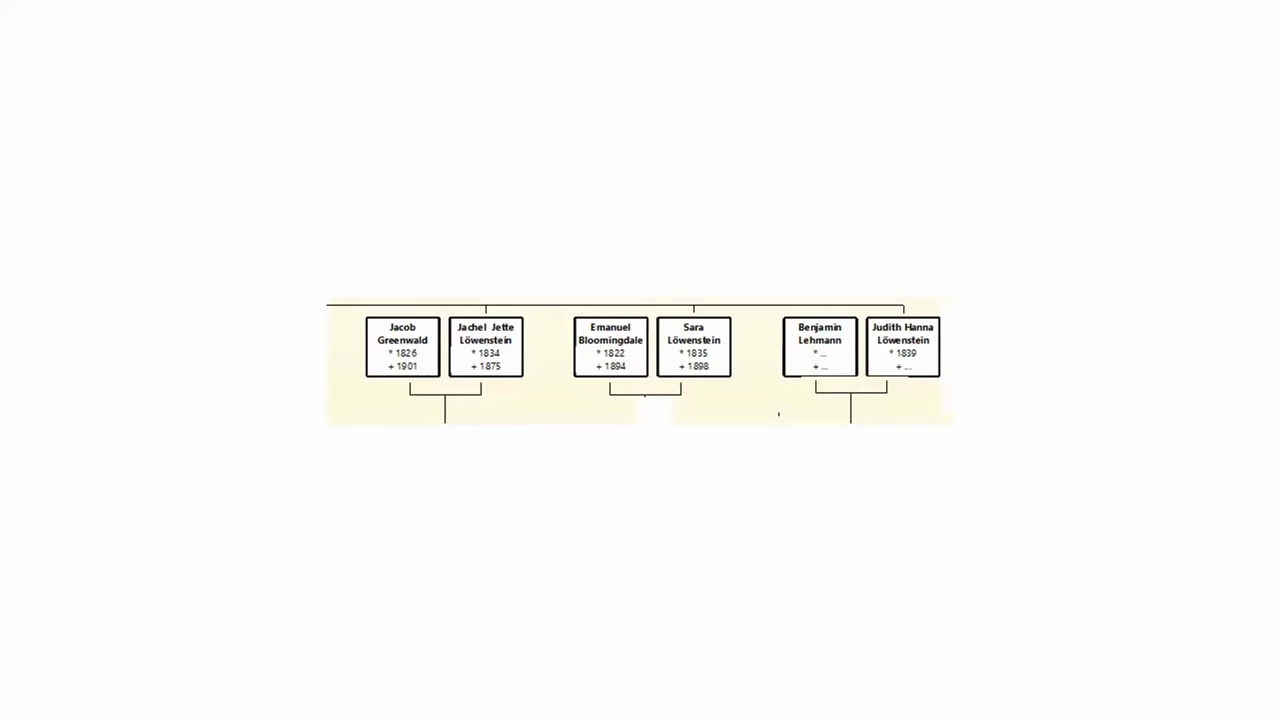 Jacob
Greenwald
* 1826
+ 1901
Jachel Jette
Löwenstein
* 1834
+ 1875
Emanuel
Bloomingdale
* 1822
+ 1894
Sara
Löwenstein
* 1835
+ 1898
Benjamin
Lehmann
* ...
+ ...
Judith Hanna
Löwenstein
* 1839
+ ...